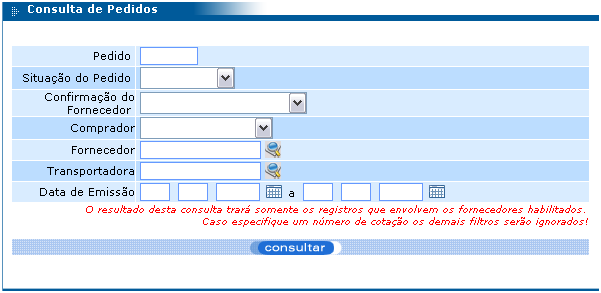 Consulta de Pedidos
Pedido
Situação do Pedido
Confirmação do
Fornecedor
Comprador
Fornecedor
Transportadora
Data de Emissão a
O resultado desta consulta trará somente os registros que envolvem os fornecedores habilitados.
Caso especifique um número de cotação os demais filtros serão ignorados!
consultar